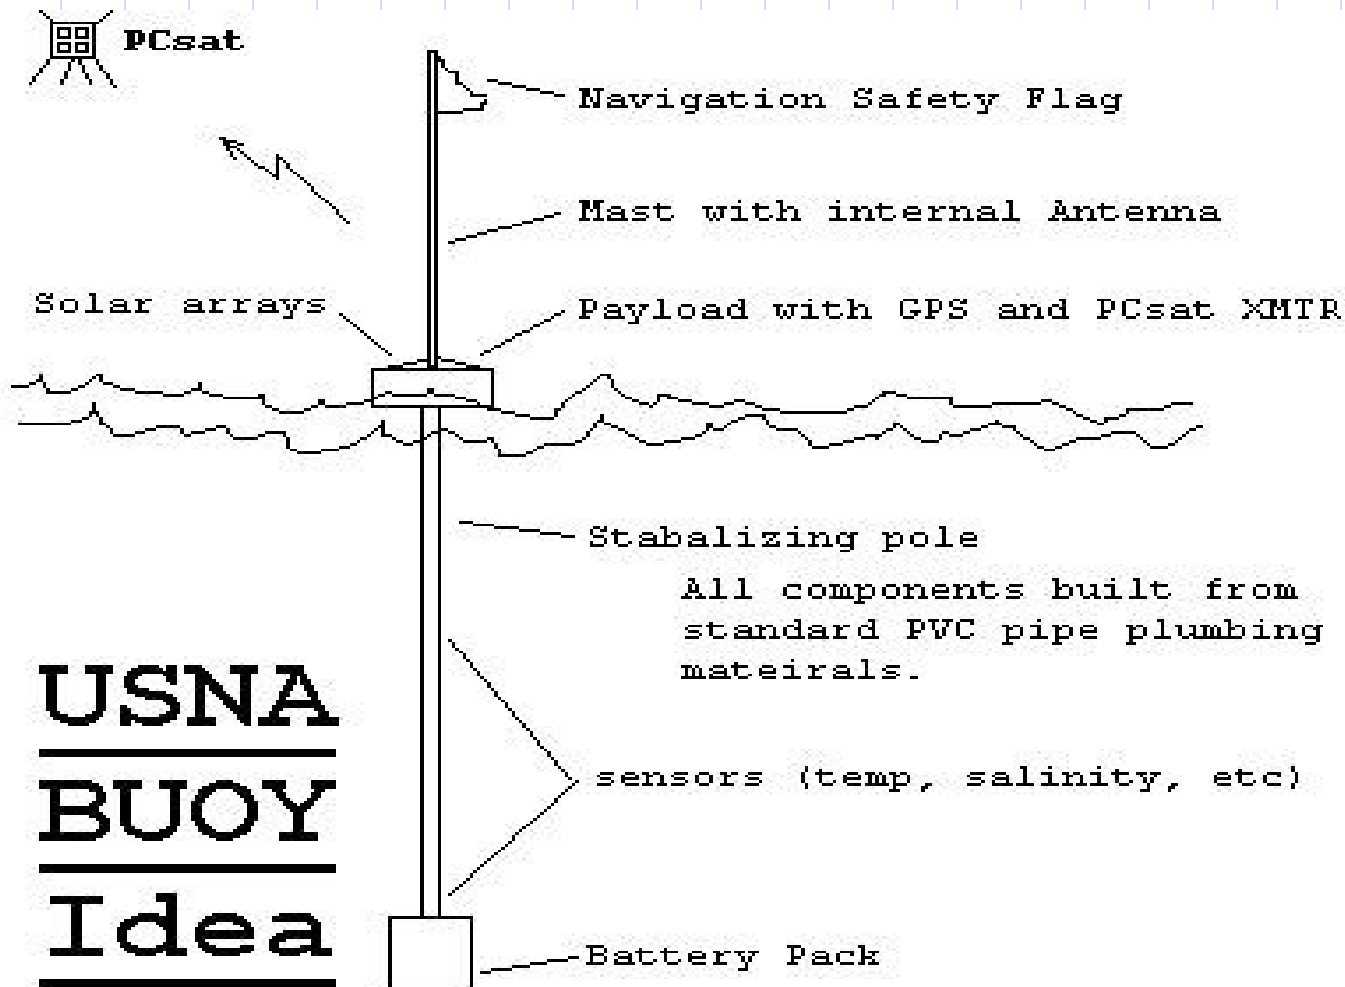 PCsat
Navigation Safety Flag
Mast with internal Antenna
Solar arrays
Payload with GPS and PCsat XMTR
Stabalizing pole
All components built from
standard PVC pipe plumbing
mateirals.
sensors (temp, salinity, etc)
Battery Pack
USNA
BUOY
Idea